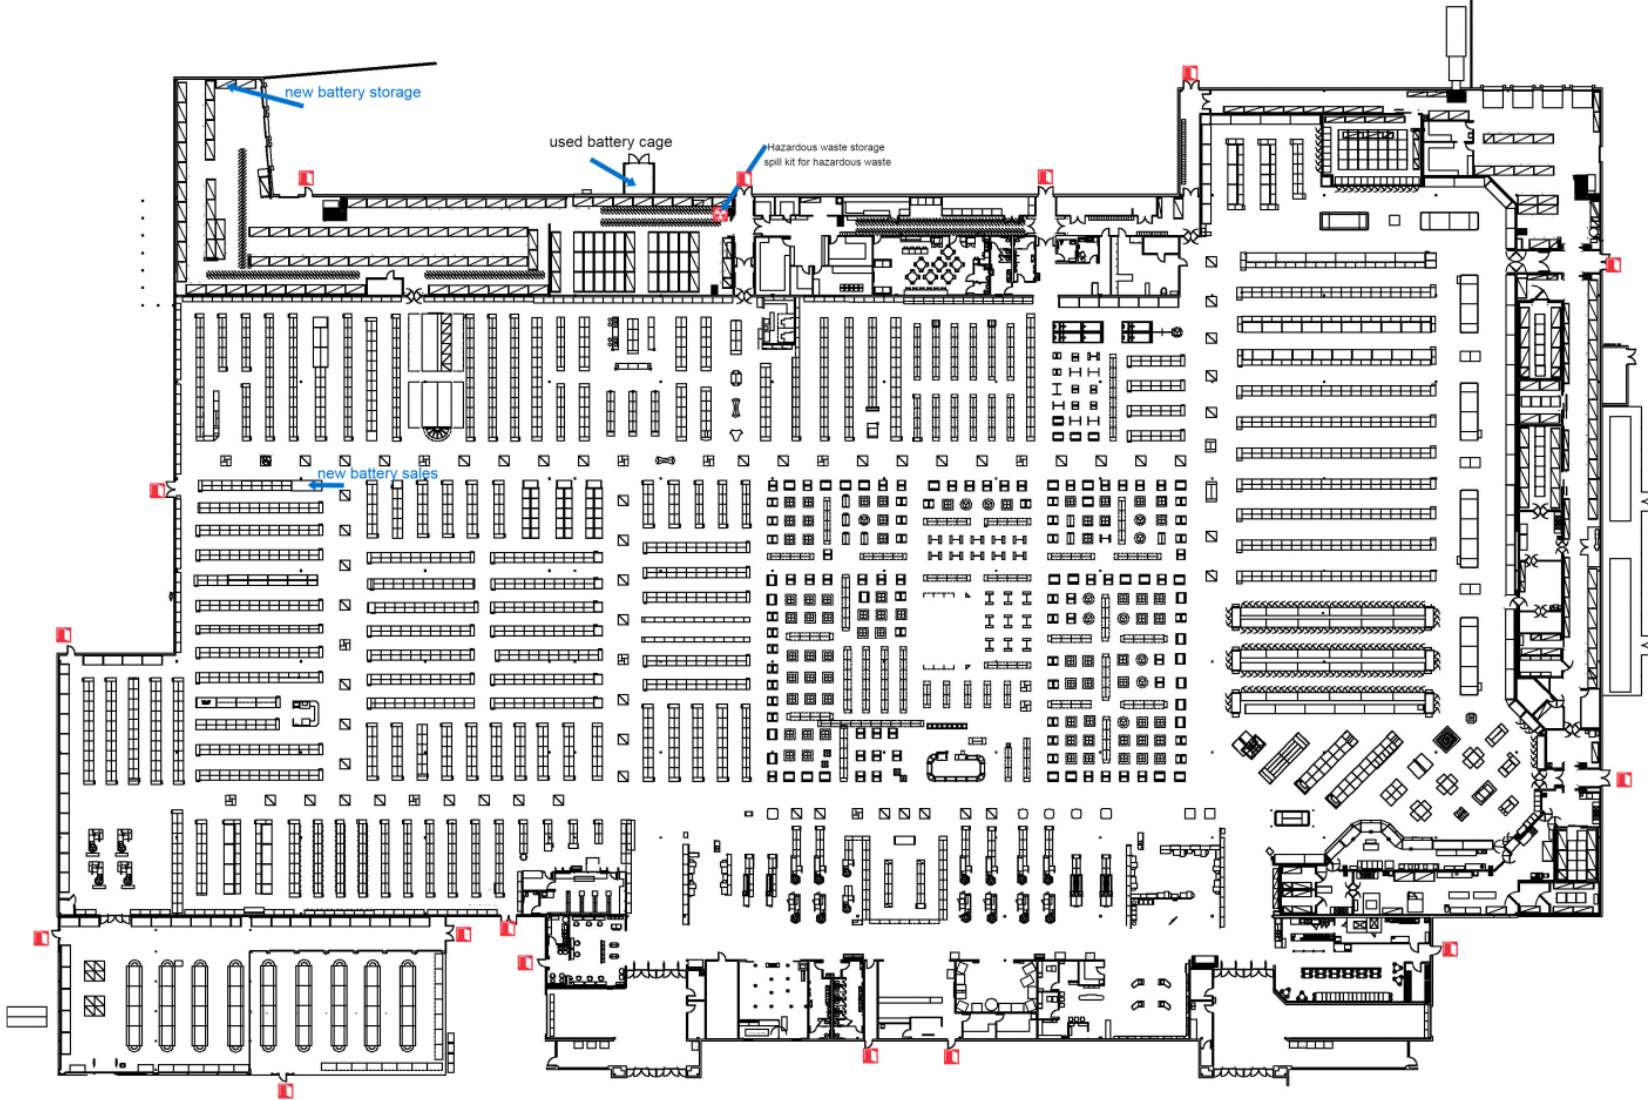 new battery storage
used battery cage
Hazardous waste storage
spill kit for hazardous waste
new battery sales